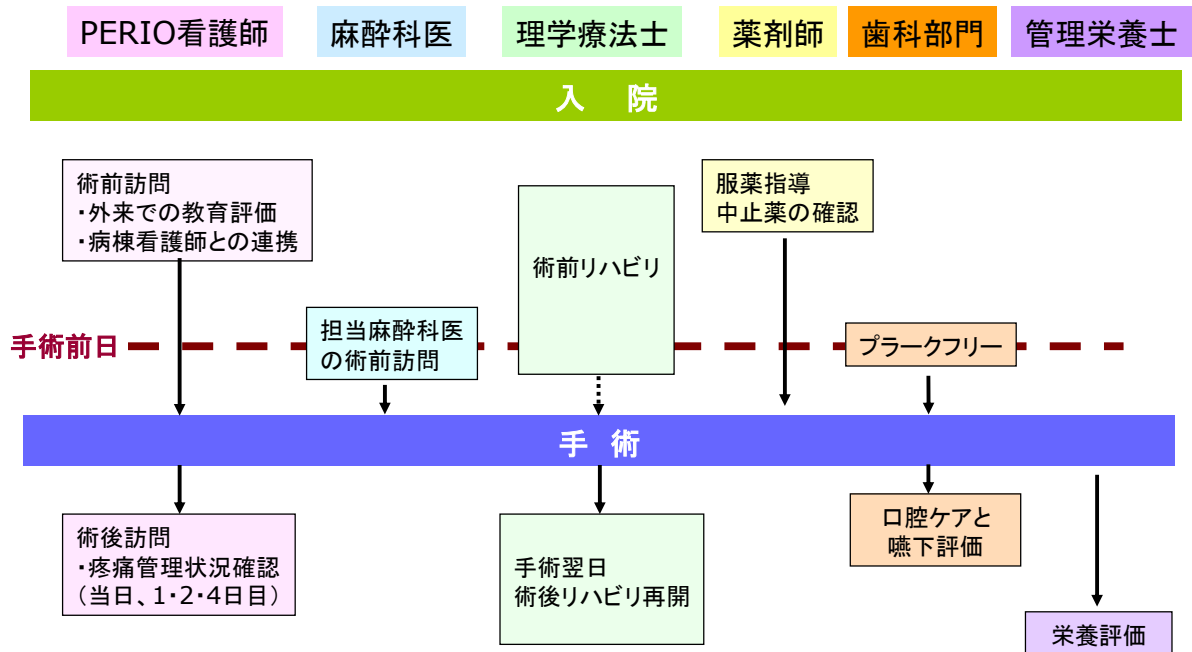 PERIO看護師
麻酔科医
理学療法士
薬剤師
歯科部門
管理栄養士
入　院
術前訪問
・外来での教育評価
・病棟看護師との連携
術前リハビリ
服薬指導
中止薬の確認
手術前日
担当麻酔科医
の術前訪問
プラークフリー
手 術
術後訪問
・疼痛管理状況確認
（当日、1・2・4日目）
手術翌日
術後リハビリ再開
口腔ケアと
嚥下評価
栄養評価